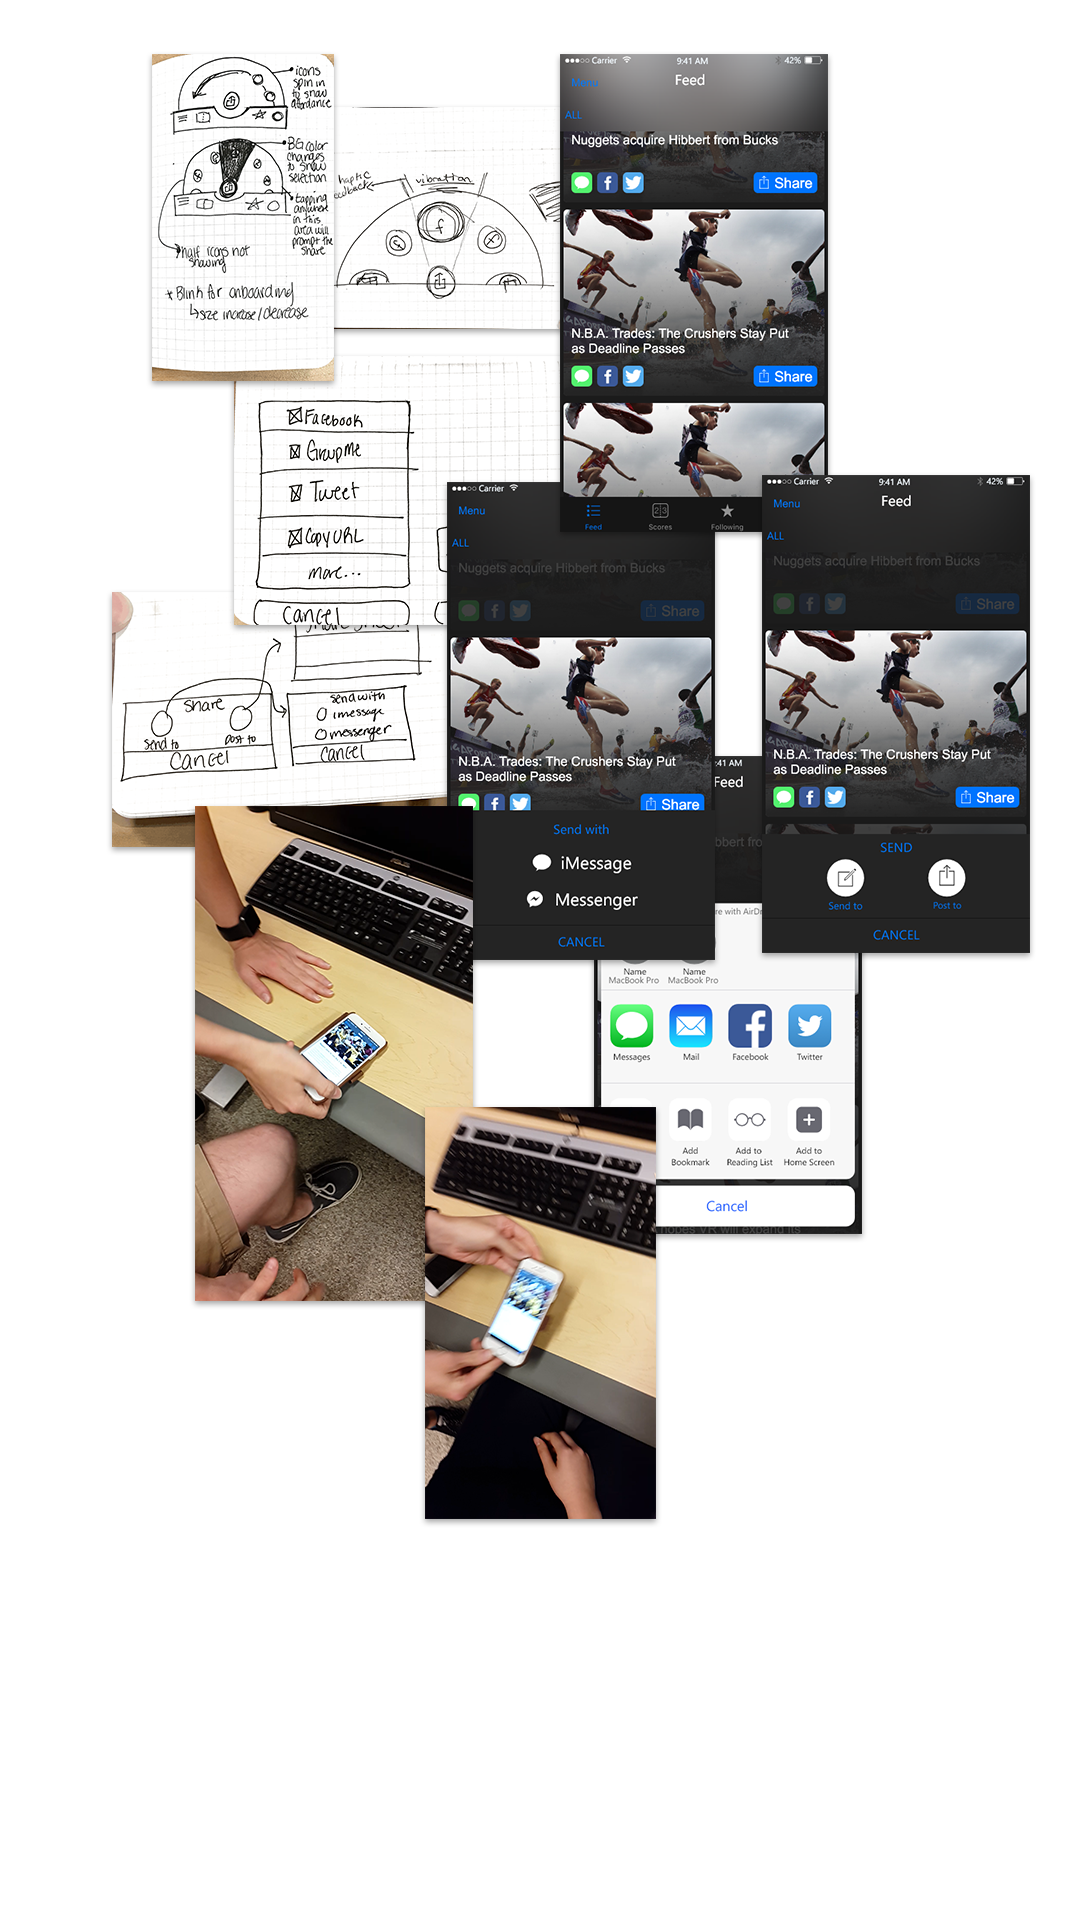 icons
spin in
to show
afordance
BG color
changes
to show
selection
tapping
anywhere
in this
area will
prompt the
share
half icons not
showing
* Blink for onboarding
size increase/decrease
haptic
feedback
vibration
Facebook
GroupMe
Tweet
Copy URL
more...
Cancel
Share
send to
post to
Cancel
send with
imessage
messenger
Cancel
Carrier
9:41 AM
42%
Menu
Feed
ALL
Nuggets acquire Hibbert from Bucks
Share
N.B.A. Trades: The Crushers Stay Put
as Deadline Passes
Share
Feed
Scores
Following
Carrier
Menu
ALL
Nuggets acquire Hibbert from Bucks
Share
N.B.A. Trades: The Crushers Stay Put
as Deadline Passes
Share
Send with
iMessage
Messenger
CANCEL
Carrier
9:41 AM
42%
Menu
Feed
ALL
Nuggets acquire Hibbert from Bucks
Share
N.B.A. Trades: The Crushers Stay Put
as Deadline Passes
Share
SEND
Send to
Post to
CANCEL
:41 AM
Feed
Name
MacBook Pro
Name
MacBook Pro
Messages
Mail
Facebook
Twitter
Add
Bookmark
Add to
Reading List
Add to
Home Screen
Cancel